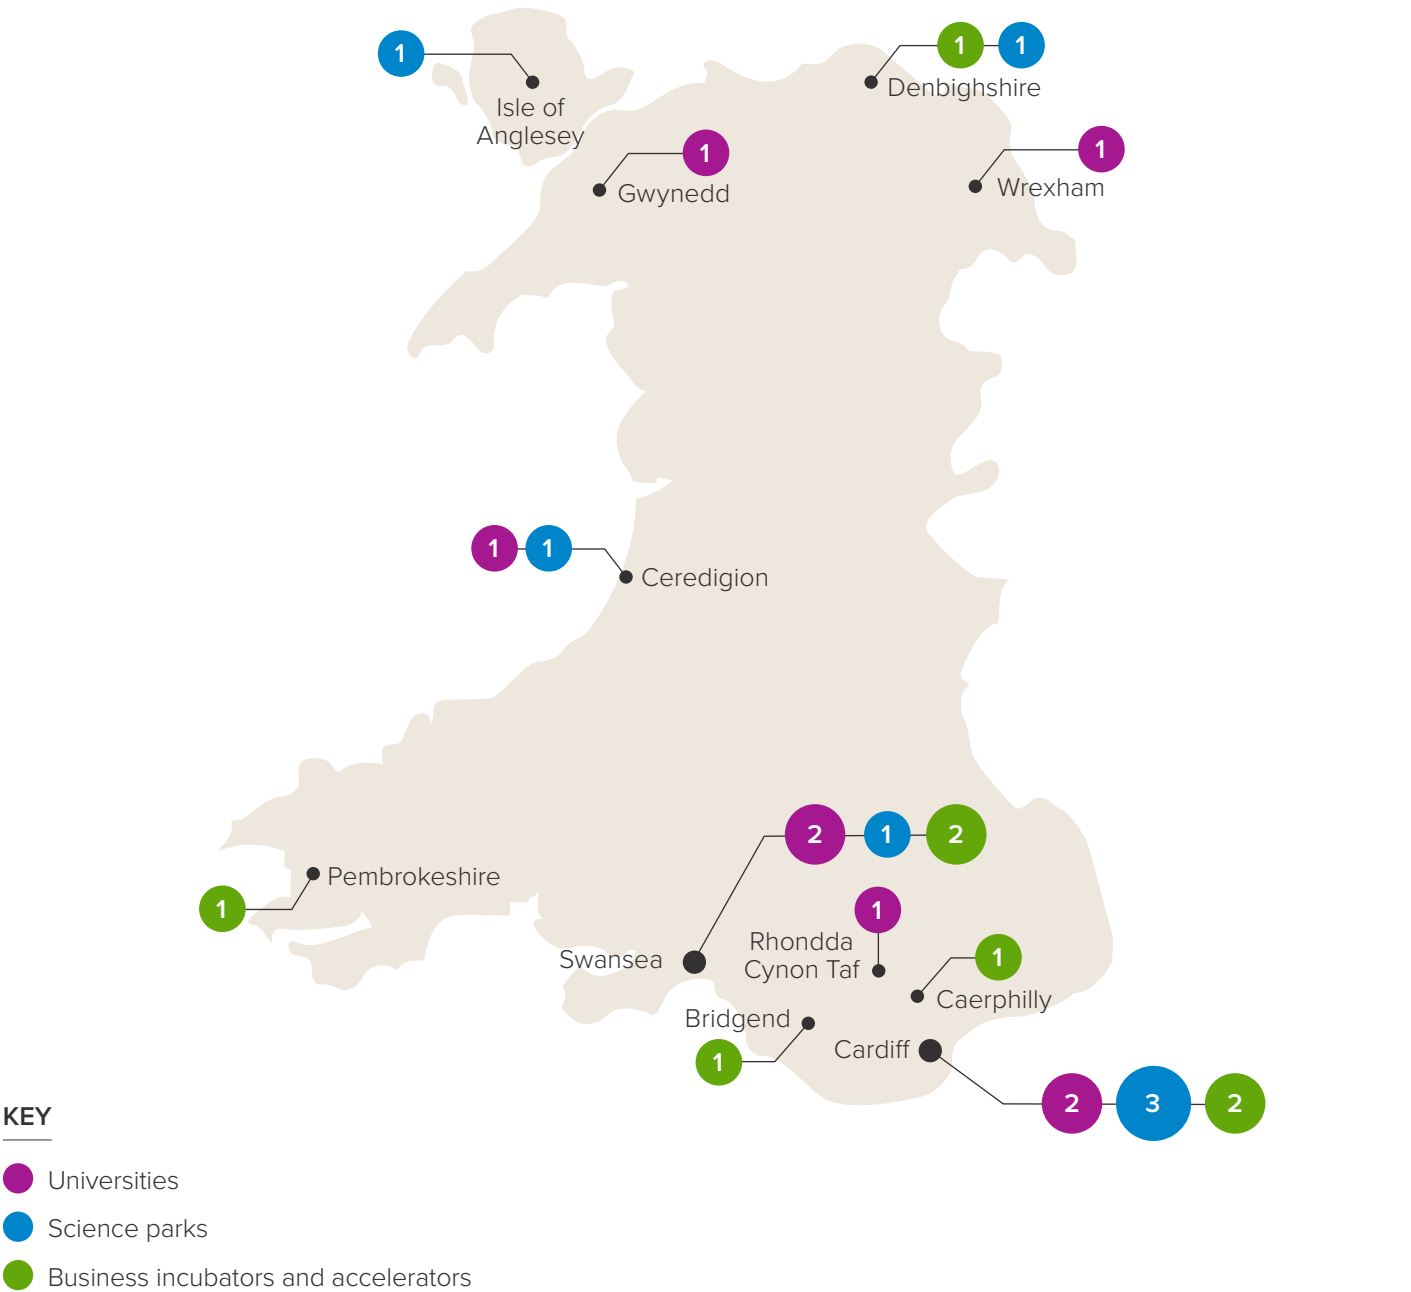 1
1 1
Denbighshire
Isle of
Anglesey
1
Gwynedd
1
Wrexham
1 1
Ceredigion
2 1 2
Pembrokeshire
1
1
Rhondda
Cynon Taf
Swansea
1
Caerphilly
Bridgend
1
Cardiff
2 3 2
KEY
Universities
Science parks
Business incubators and accelerators